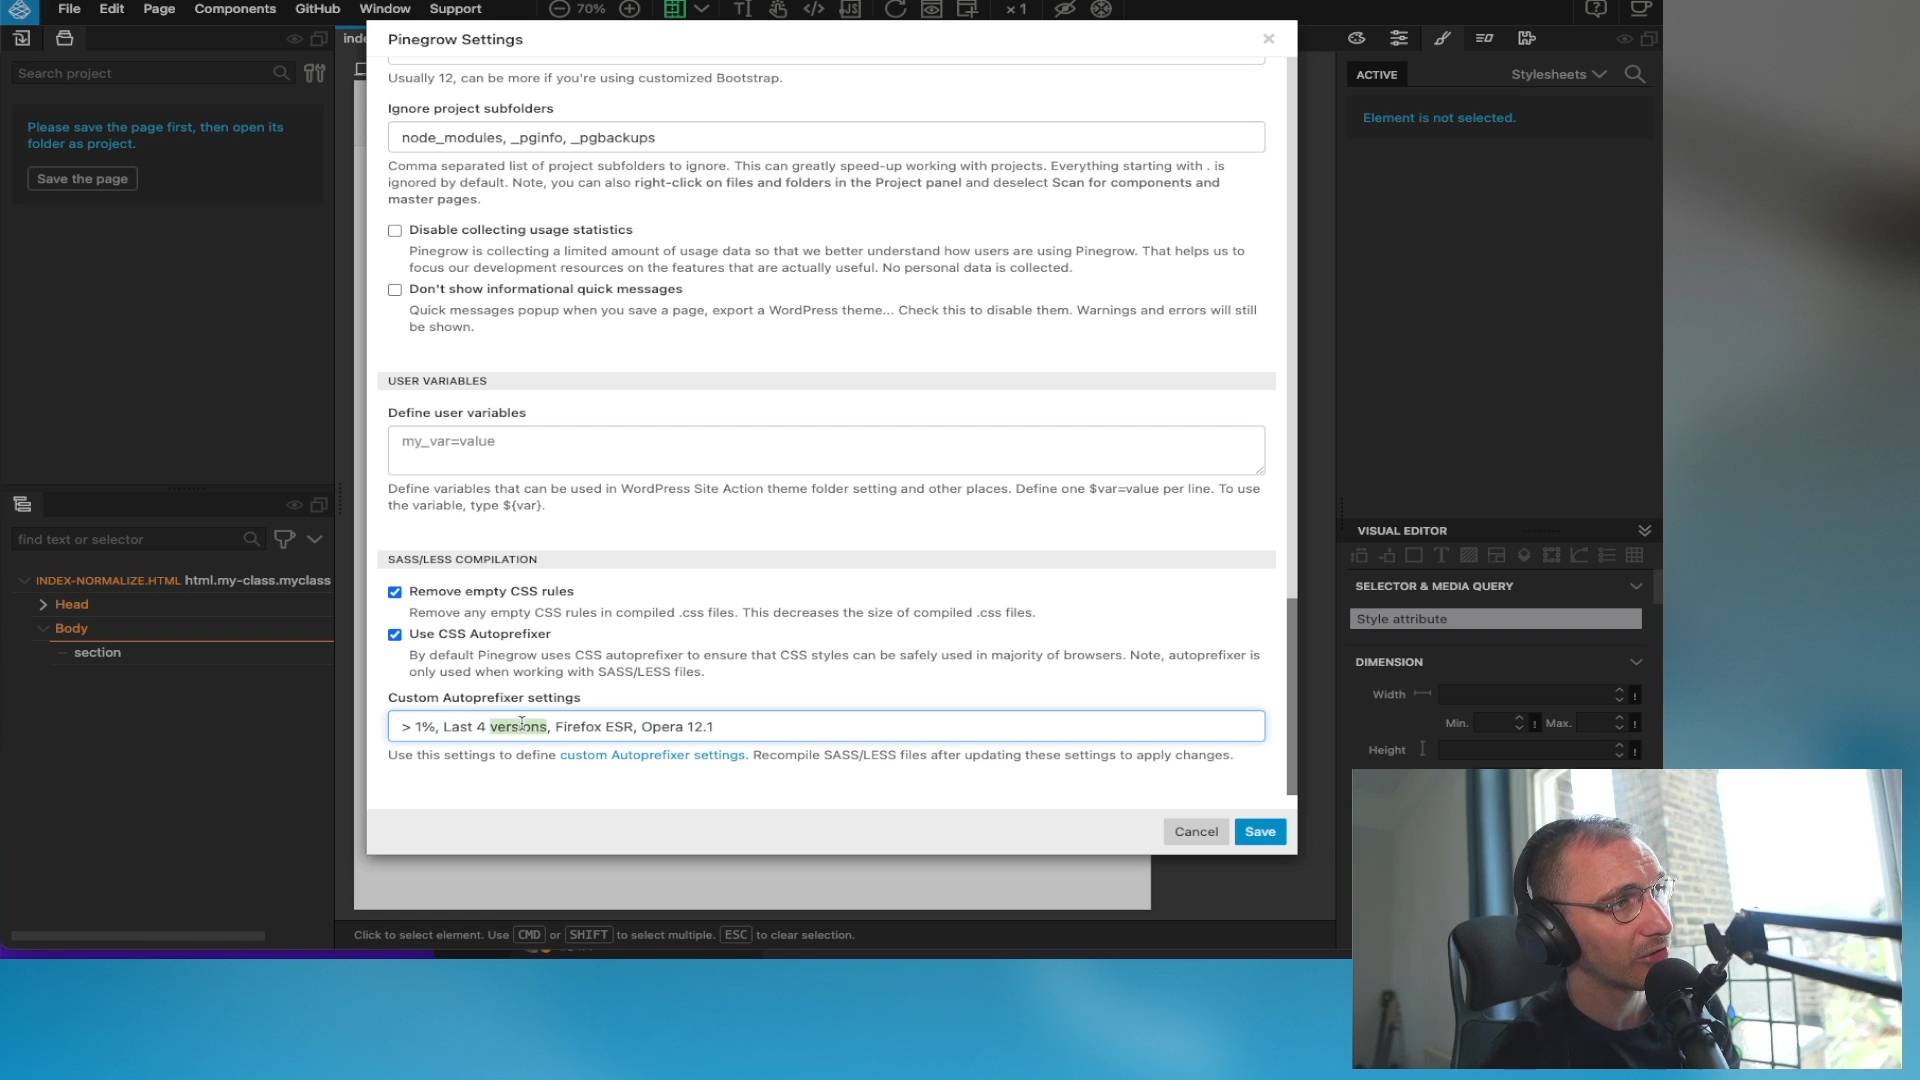 File Edit Page Components GitHub Window Support 70% x 1
Pinegrow Settings
Search project
Please save the page first, then open its
folder as project.
Save the page
find text or selector
INDEX-NORMALIZE.HTML html.my-class.myclass
Head
Body
section
Usually 12, can be more if you're using customized Bootstrap.
Ignore project subfolders
node_modules, _pginfo, _pgbackups
Comma separated list of project subfolders to ignore. This can greatly speed-up working with projects. Everything starting with . is
ignored by default. Note, you can also right-click on files and folders in the Project panel and deselect Scan for components and
master pages.
Disable collecting usage statistics
Pinegrow is collecting a limited amount of usage data so that we better understand how users are using Pinegrow. That helps us to
focus our development resources on the features that are actually useful. No personal data is collected.
Don't show informational quick messages
Quick messages popup when you save a page, export a WordPress theme... Check this to disable them. Warnings and errors will still
be shown.
USER VARIABLES
Define user variables
my_var=value
Define variables that can be used in WordPress Site Action theme folder setting and other places. Define one $var=value per line. To use
the variable, type ${var}.
SASS/LESS COMPILATION
Remove empty CSS rules
Remove any empty CSS rules in compiled .css files. This decreases the size of compiled .css files.
Use CSS Autoprefixer
By default Pinegrow uses CSS autoprefixer to ensure that CSS styles can be safely used in majority of browsers. Note, autoprefixer is
only used when working with SASS/LESS files.
Custom Autoprefixer settings
> 1%, Last 4 versions, Firefox ESR, Opera 12.1
Use this settings to define custom Autoprefixer settings. Recompile SASS/LESS files after updating these settings to apply changes.
Cancel Save
Click to select element. Use CMD or SHIFT to select multiple. ESC to clear selection.
ACTIVE Stylesheets
Element is not selected.
VISUAL EDITOR
SELECTOR & MEDIA QUERY
Style attribute
DIMENSION
Width !
Min. ! Max. !
Height !